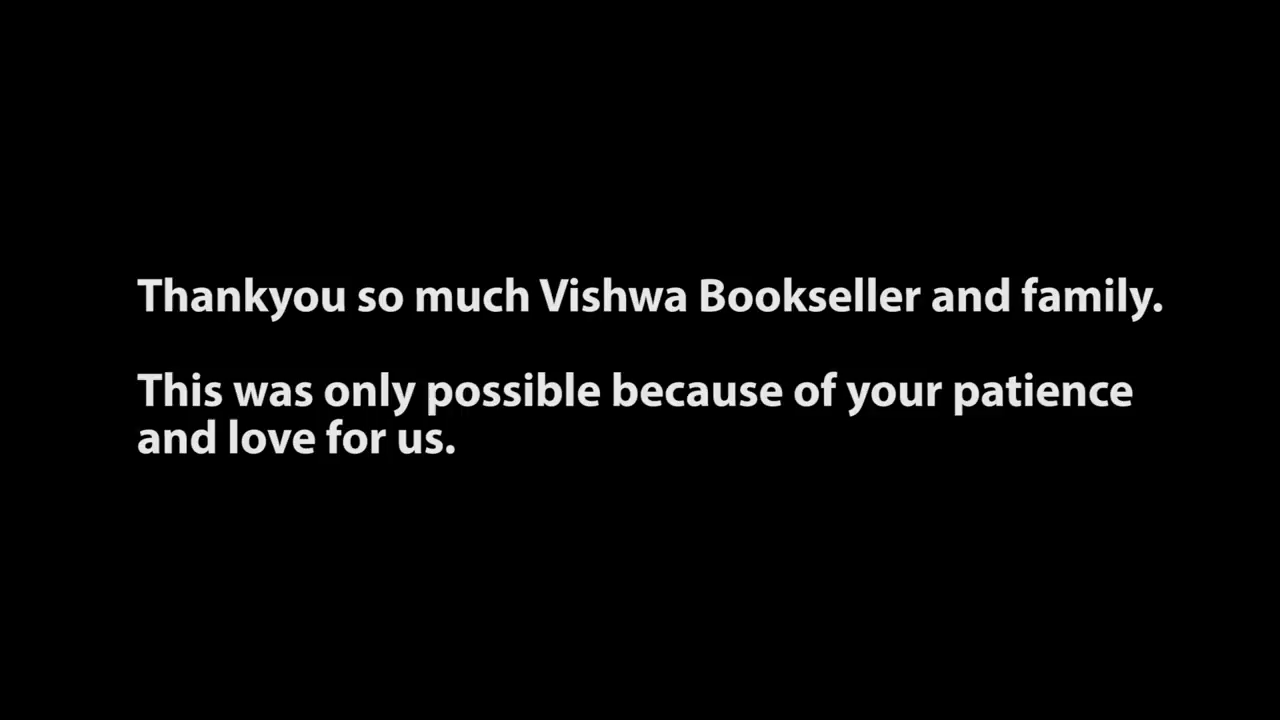 Thankyou so much Vishwa Bookseller and family.
This was only possible because of your patience
and love for us.